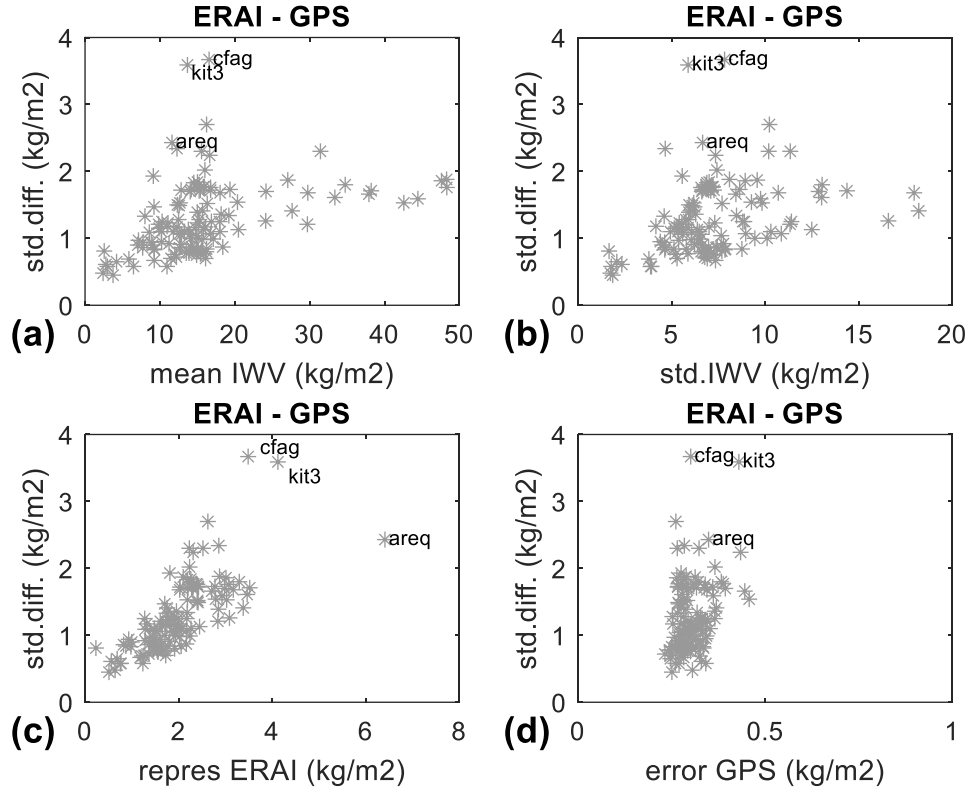 ERAI - GPS
ERAI - GPS
4
3
2
1
0
std.diff. (kg/m2)
cfag
kit3
areq
0 10 20 30 40 50
(a)
mean IWV (kg/m2)
4
3
2
1
0
std.diff. (kg/m2)
kit3 cfag
areq
0 5 10 15 20
(b)
std.IWV (kg/m2)
ERAI - GPS
ERAI - GPS
4
3
2
1
0
std.diff. (kg/m2)
cfag
kit3
areq
0 2 4 6 8
(c)
repres ERAI (kg/m2)
4
3
2
1
0
std.diff. (kg/m2)
cfag kit3
areq
0 0.5 1
(d)
error GPS (kg/m2)